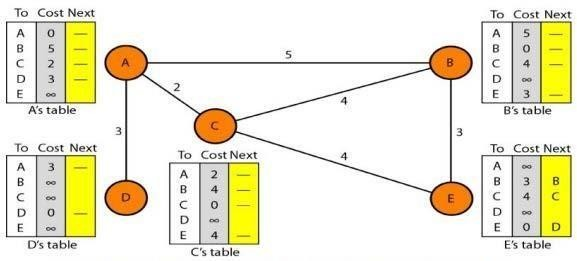 To Cost Next
A 0 —
B 5 —
C 2 —
D 3 —
E ∞
A's table
To Cost Next
A 5 —
B 0 —
C 4 —
D ∞
E 3 —
B's table
A
5
B
2
4
C
3
4
3
D
E
To Cost Next
A 3 —
B ∞
C ∞
D 0 —
E ∞
D's table
To Cost Next
A 2 —
B 4 —
C 0 —
D ∞
E 4 —
C's table
To Cost Next
A ∞
B 3 B
C 4 C
D ∞
E 0 D
E's table